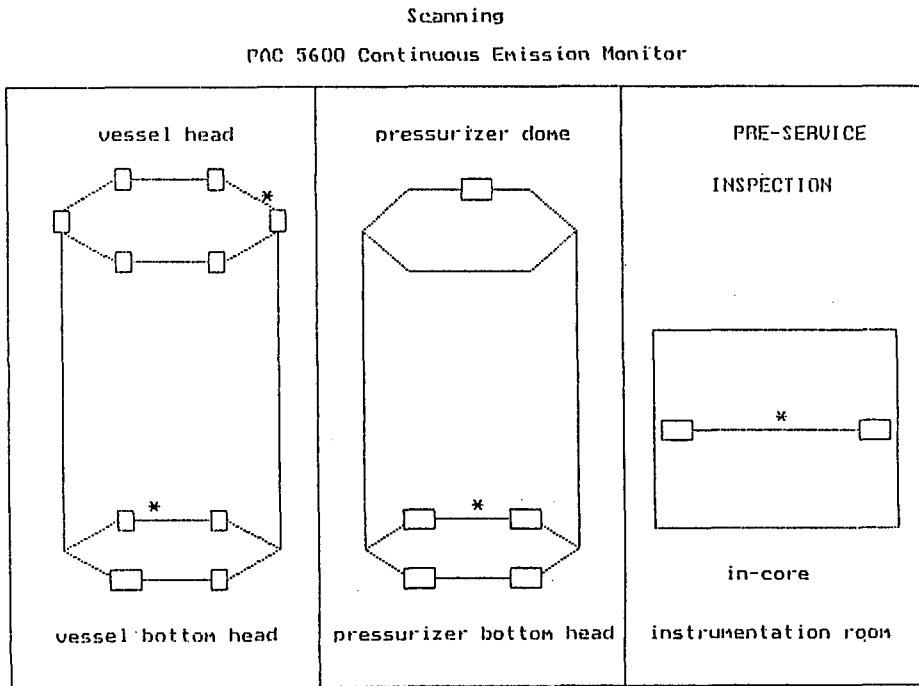 Scanning
PAC 5600 Continuous Emission Monitor
vessel head
*
*
vessel bottom head
pressurizer dome
*
pressurizer bottom head
PRE-SERVICE
INSPECTION
*
in-core
instrumentation room